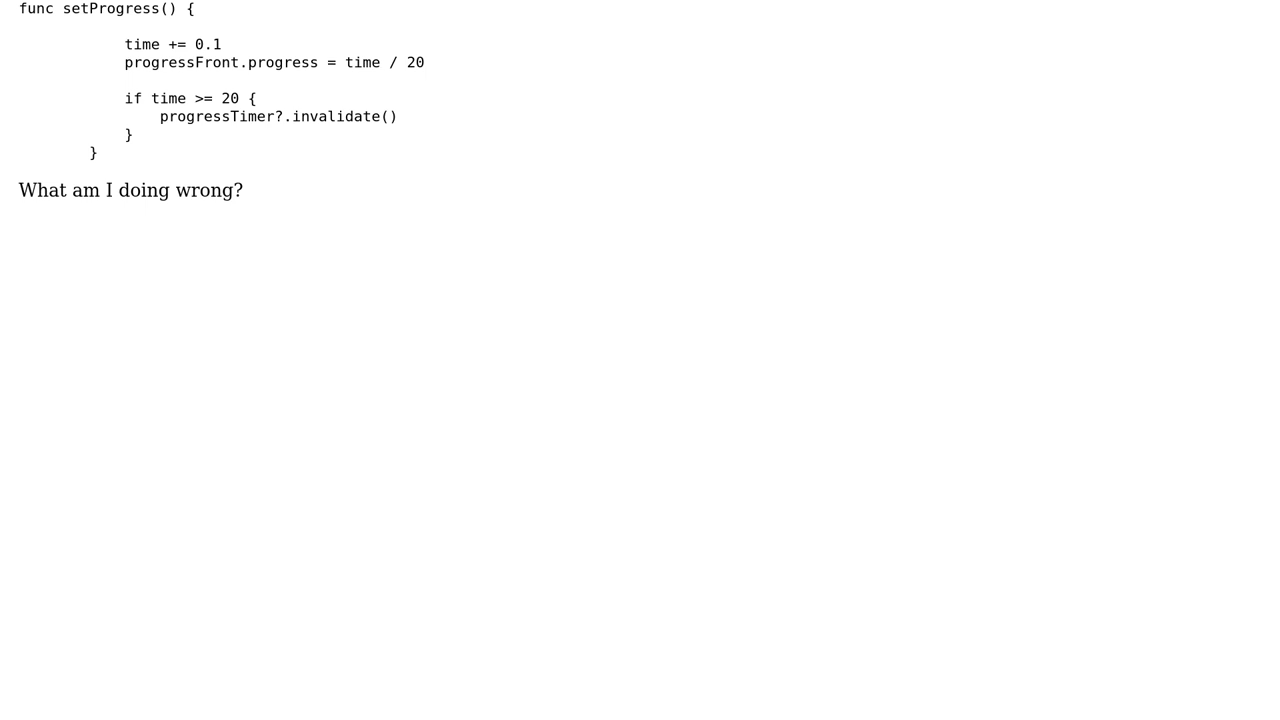 func setProgress() {
time += 0.1
progressFront.progress = time / 20
if time >= 20 {
progressTimer?.invalidate()
}
}
What am I doing wrong?